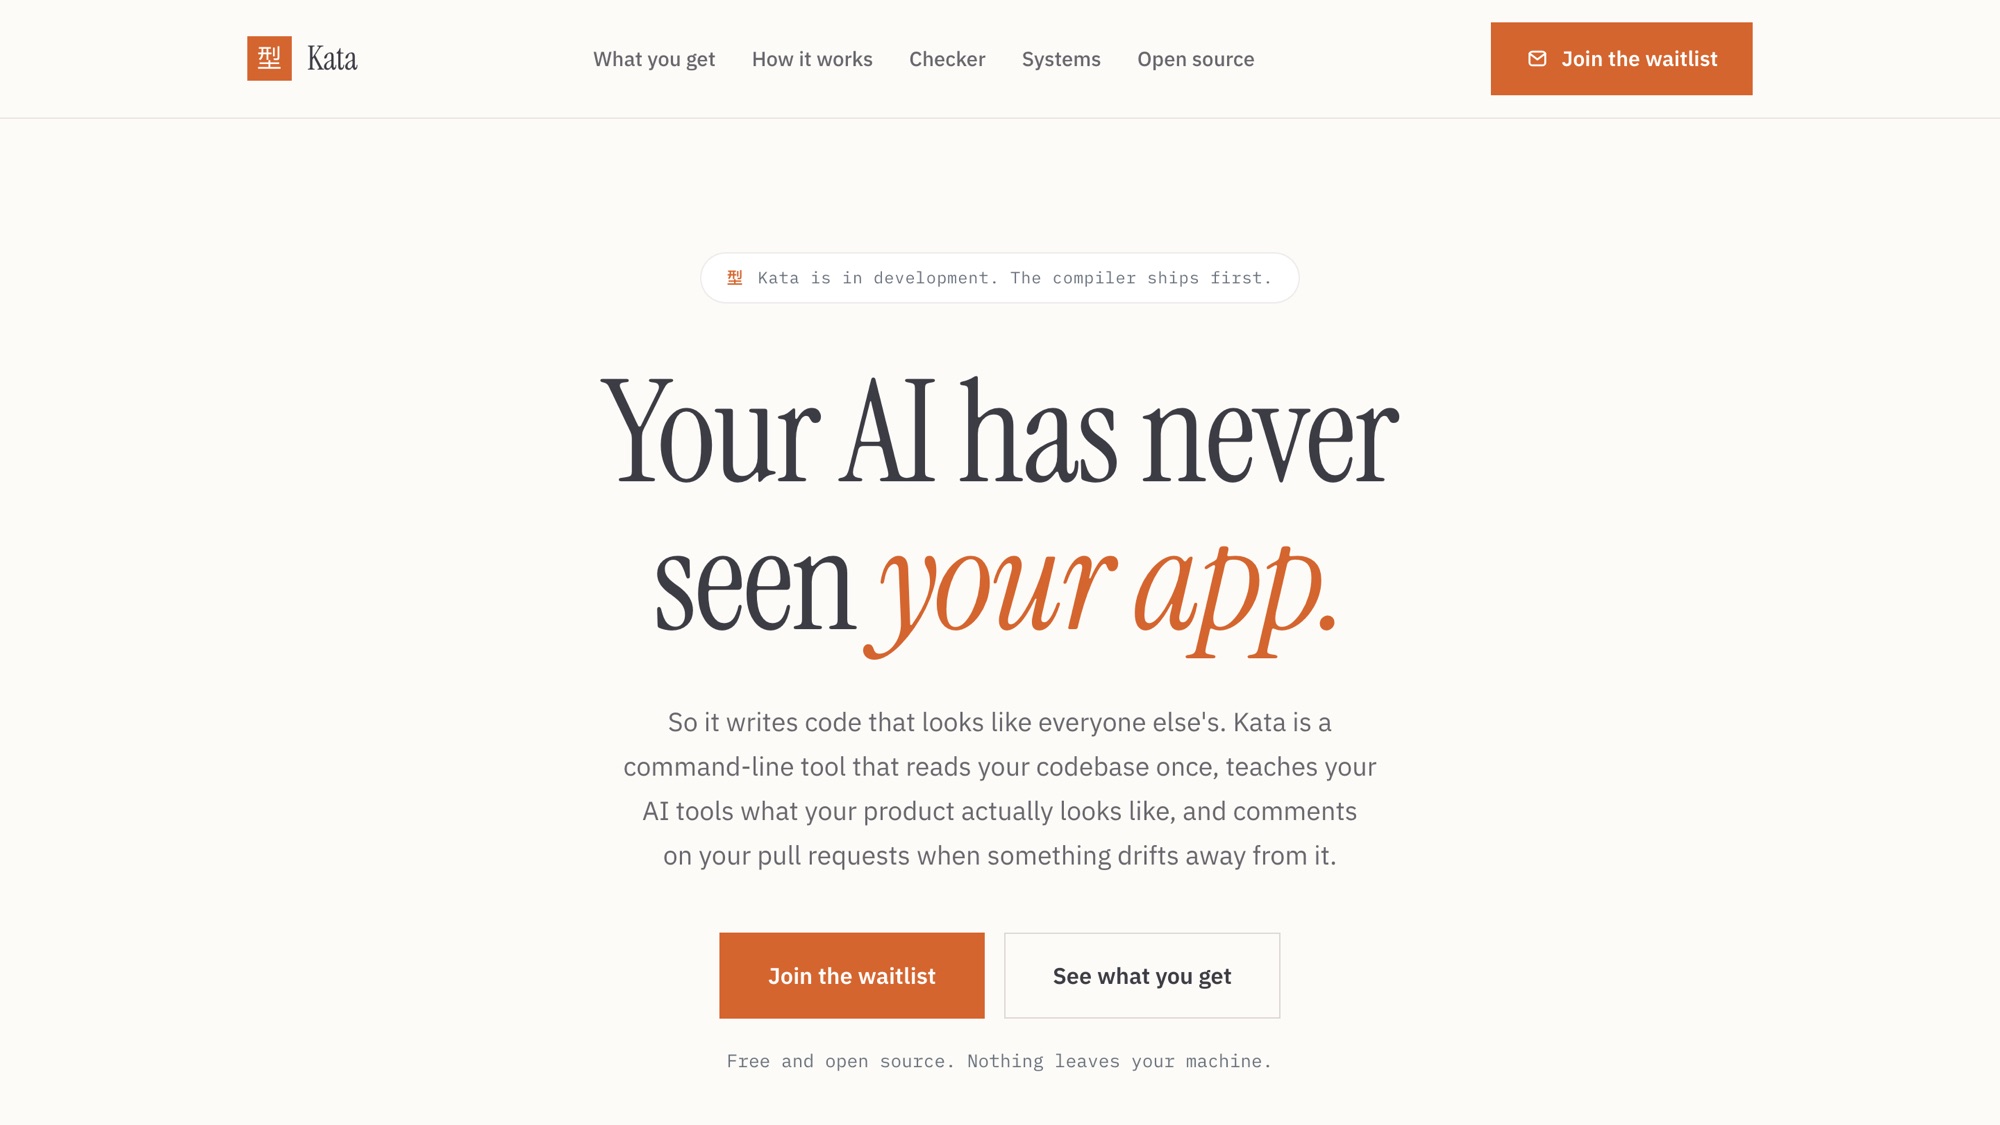 型 Kata
What you get
How it works
Checker
Systems
Open source
Join the waitlist
型 Kata is in development. The compiler ships first.
Your AI has never
seen your app.
So it writes code that looks like everyone else's. Kata is a
command-line tool that reads your codebase once, teaches your
AI tools what your product actually looks like, and comments
on your pull requests when something drifts away from it.
Join the waitlist
See what you get
Free and open source. Nothing leaves your machine.